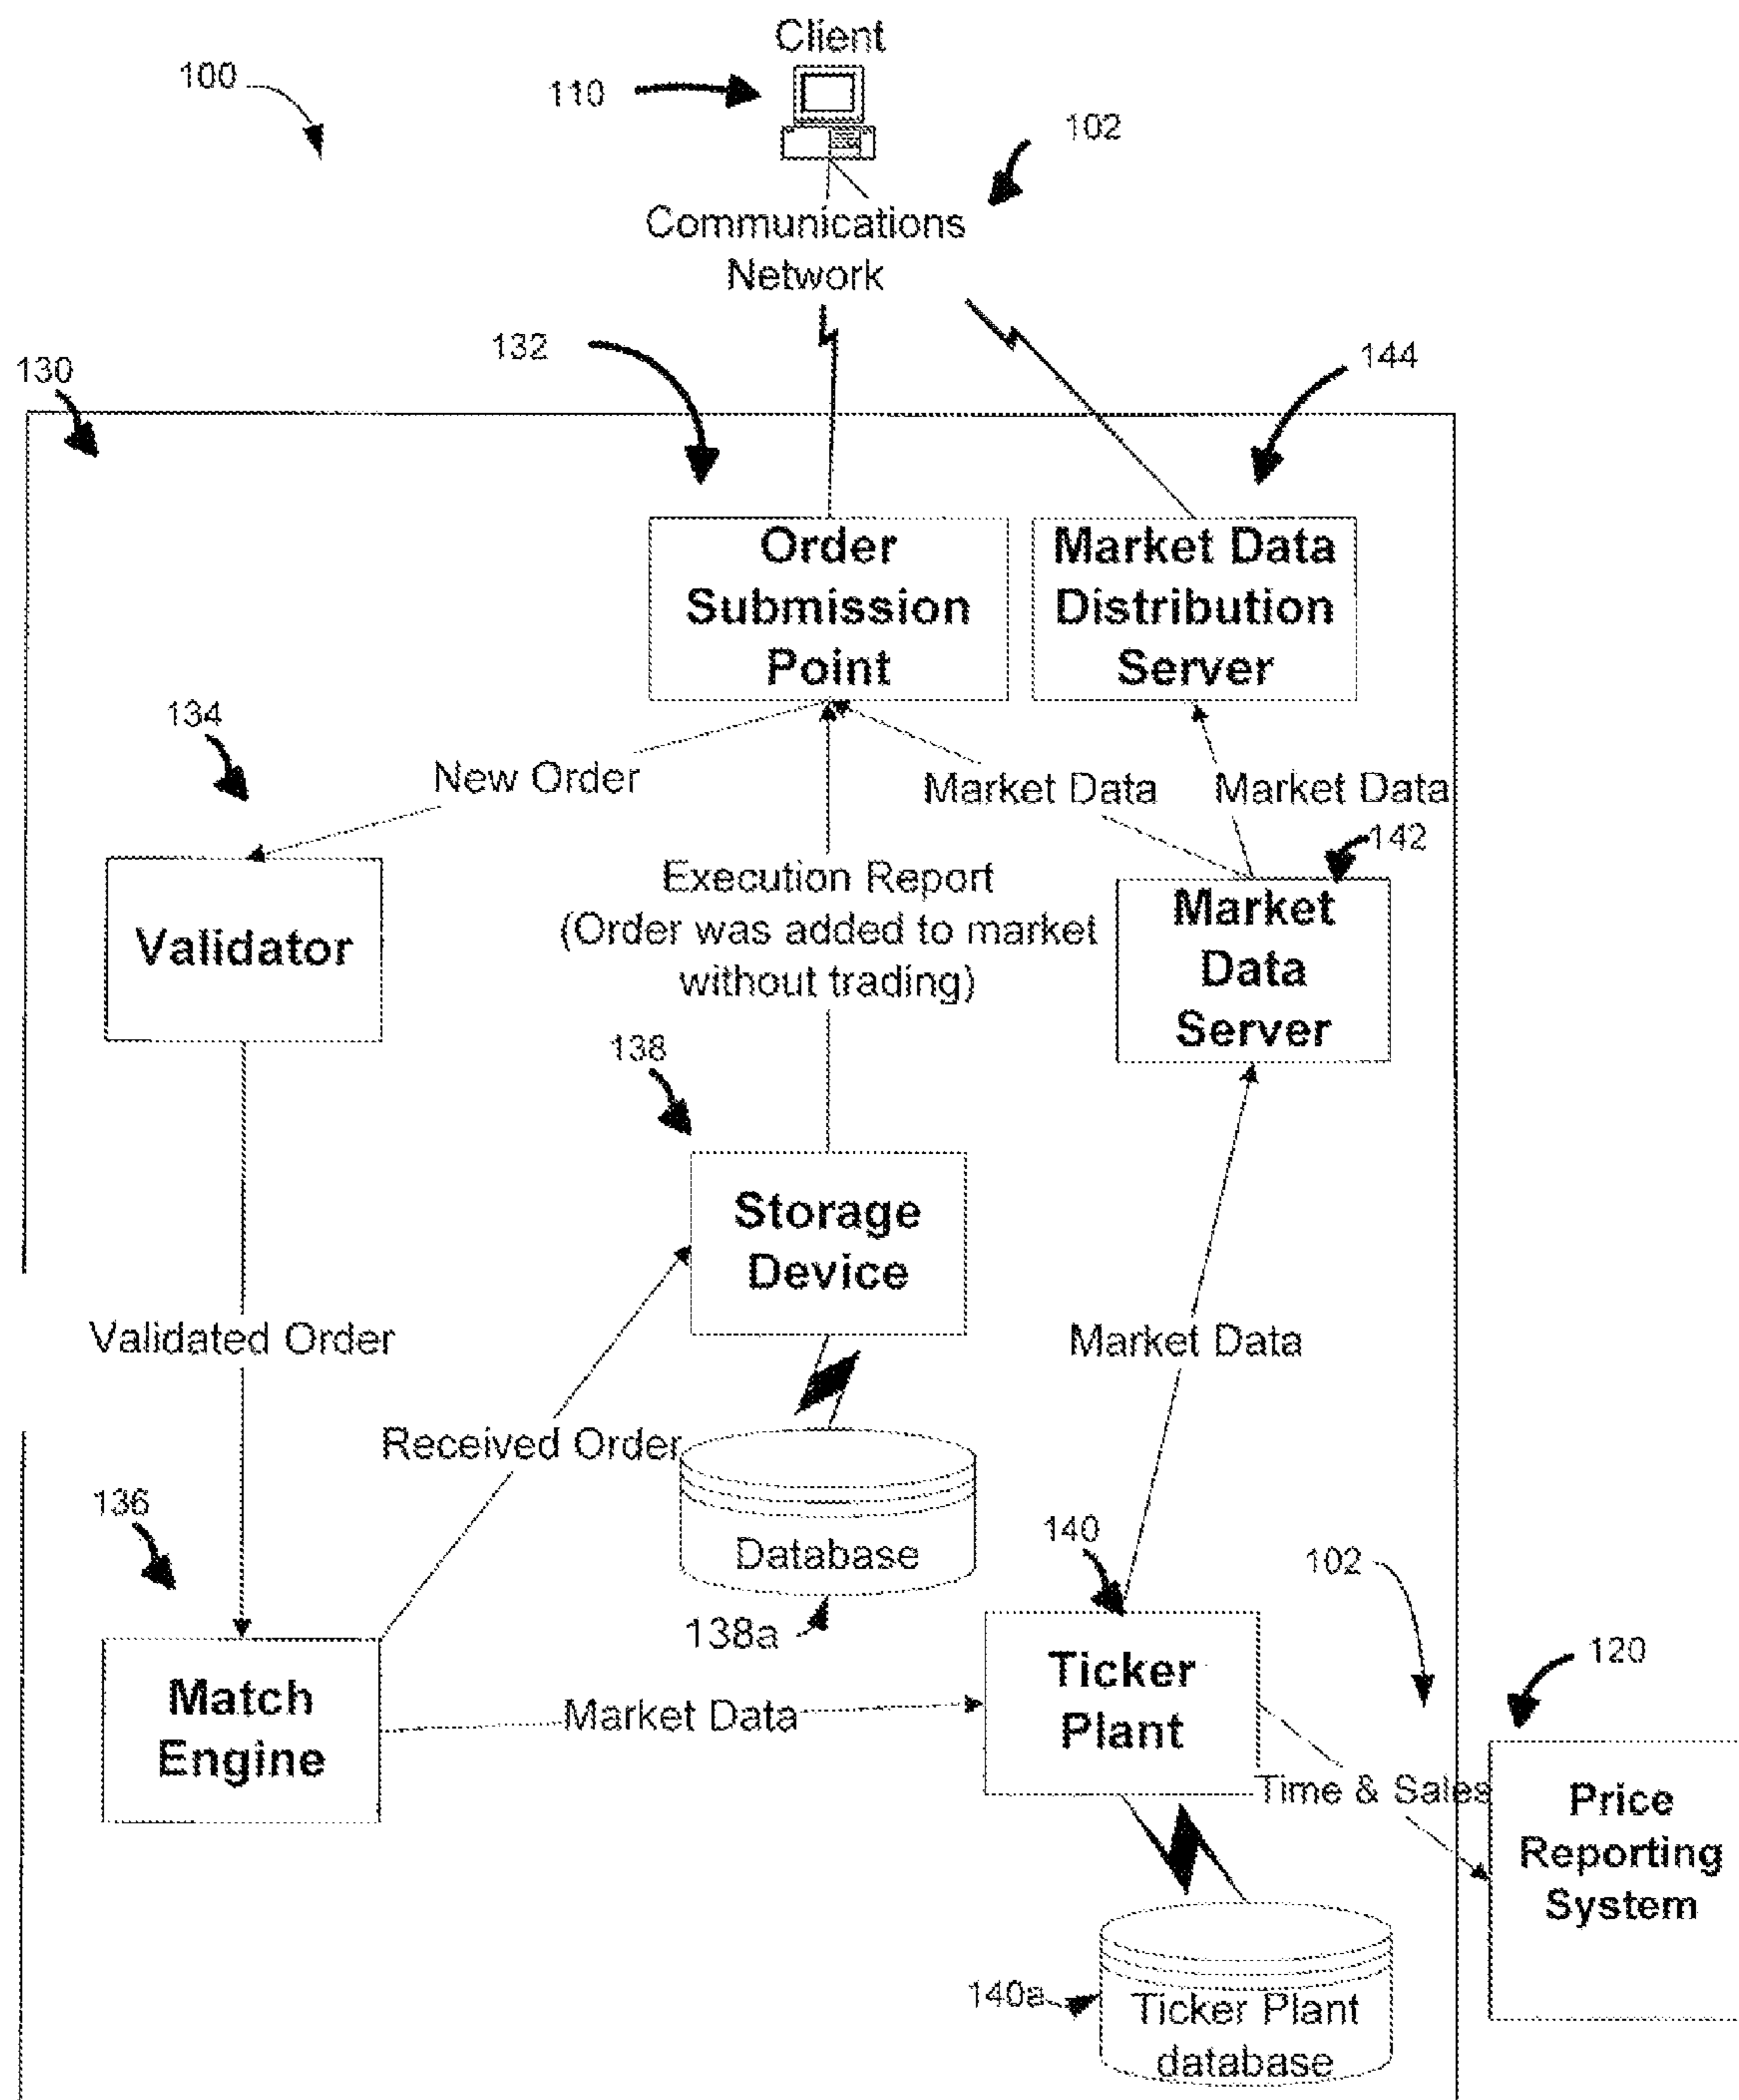 Client
100
110
102
Communications
Network
132
144
130
Order
Submission
Point
Market Data
Distribution
Server
134
New Order
Market Data
Market Data
142
Validator
Execution Report
(Order was added to market
without trading)
Market
Data
Server
138
Storage
Device
Validated Order
Market Data
Received Order
136
Database
138a
140
102
120
Match
Engine
Market Data
Ticker
Plant
Time & Sales
Price
Reporting
System
140a
Ticker Plant
database